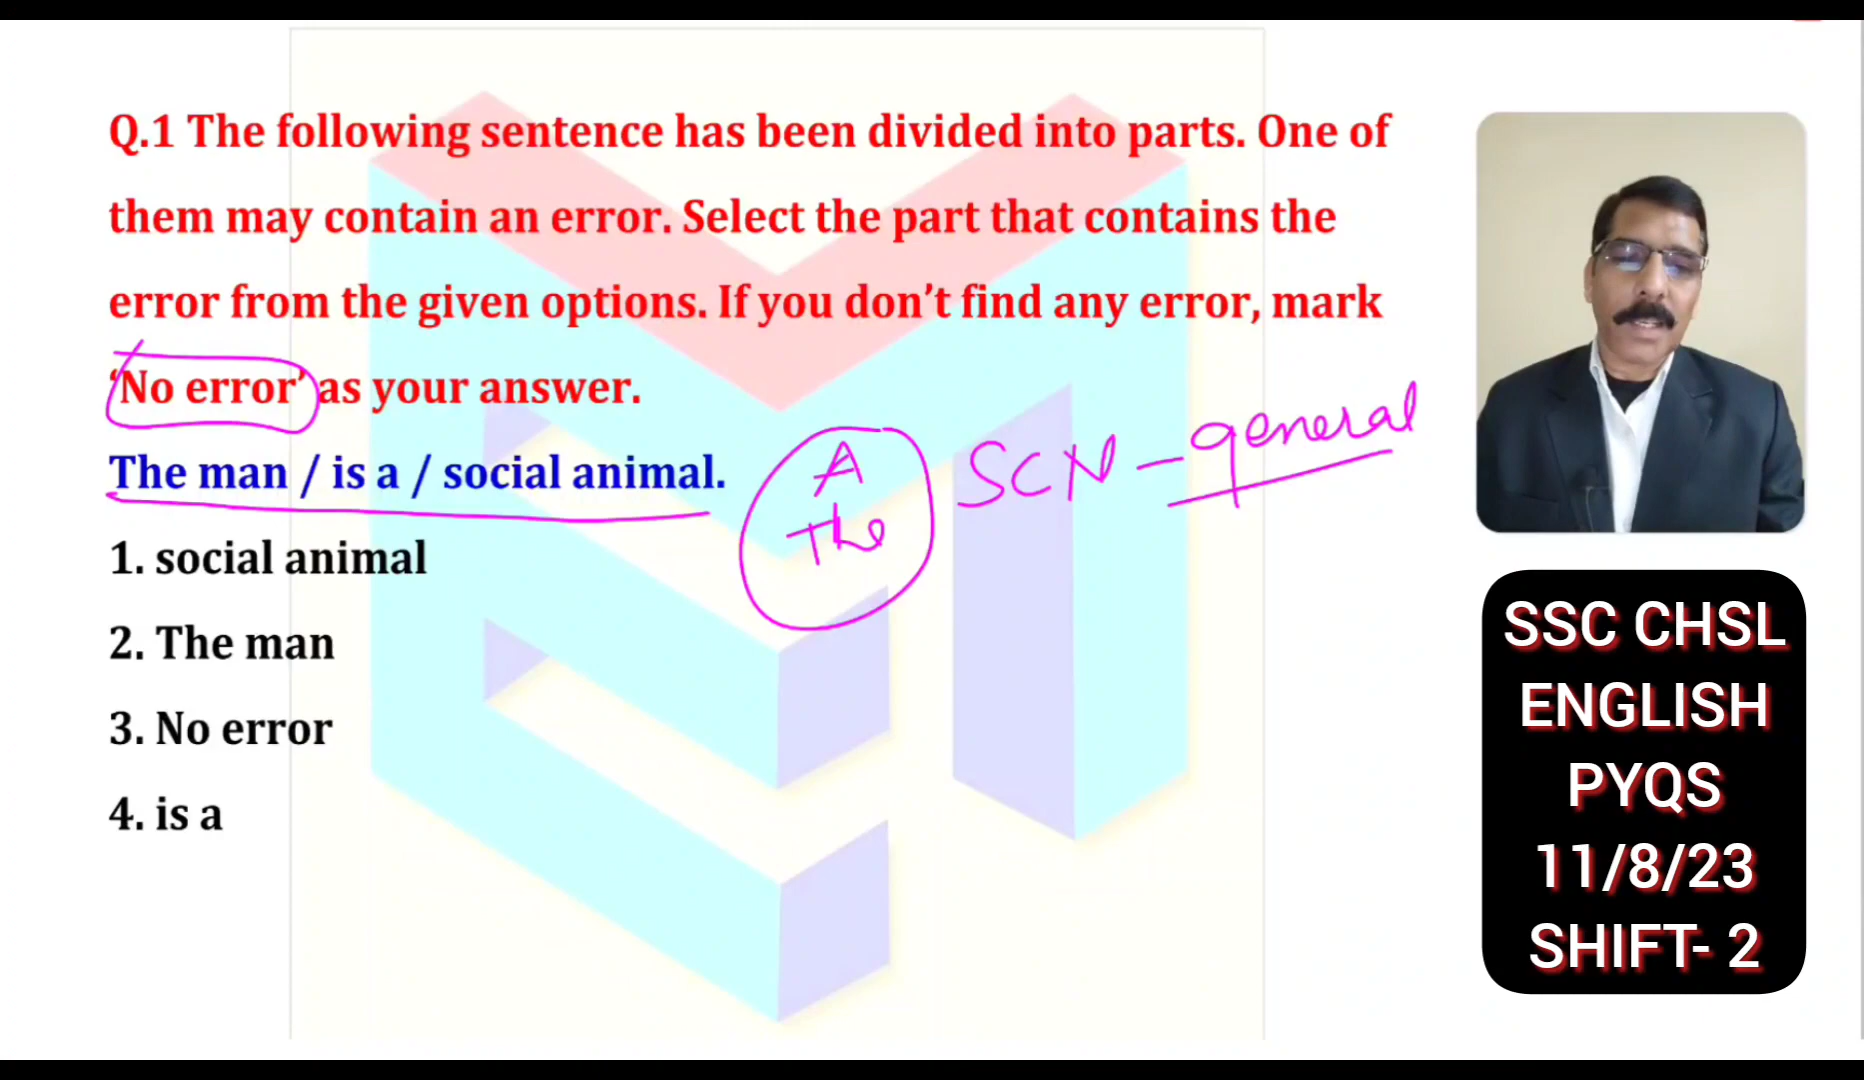 Q.1 The following sentence has been divided into parts. One of
them may contain an error. Select the part that contains the
error from the given options. If you don’t find any error, mark
‘No error’ as your answer.
The man / is a / social animal.
A
The
SCN - general
1. social animal
2. The man
3. No error
4. is a
SSC CHSL
ENGLISH
PYQS
11/8/23
SHIFT- 2